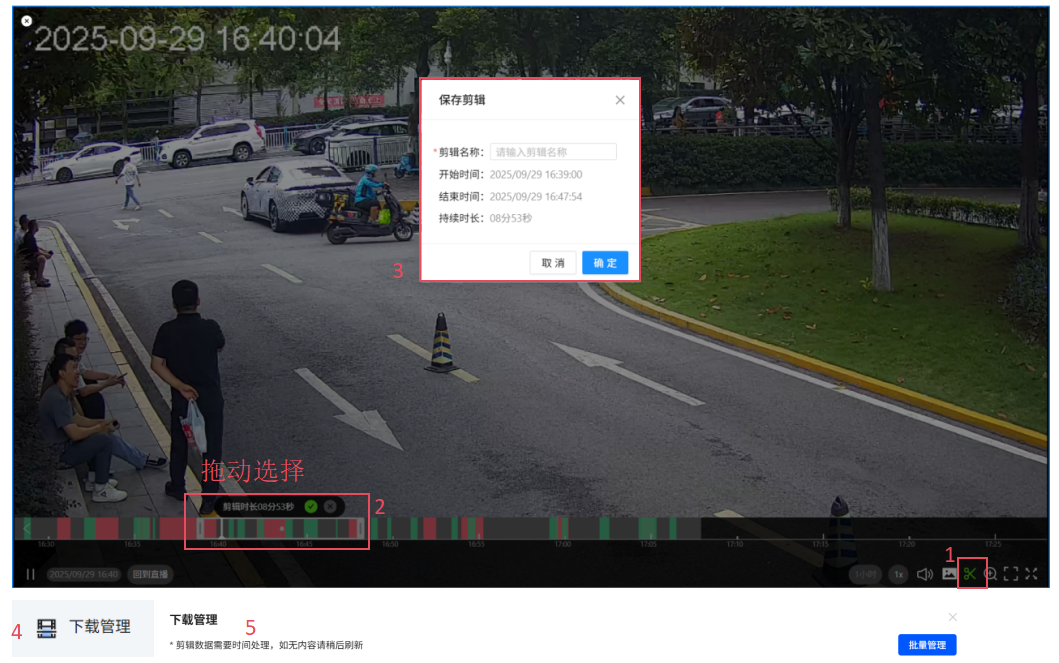 2025-09-29 16:40:04
保存剪辑
*剪辑名称: 请输入剪辑名称
开始时间: 2025/09/29 16:39:00
结束时间: 2025/09/29 16:47:54
持续时长: 08分53秒
取 消 确 定
3
拖动选择
剪辑时长08分53秒
2
16:30 16:35 16:40 16:45 16:50 16:55 17:00 17:05 17:10 17:15 17:20 17:25
1
2025/09/29 16:40 回到直播 1小时 1x
4 下载管理
下载管理
5
* 剪辑数据需要时间处理，如无内容请稍后刷新
批量管理